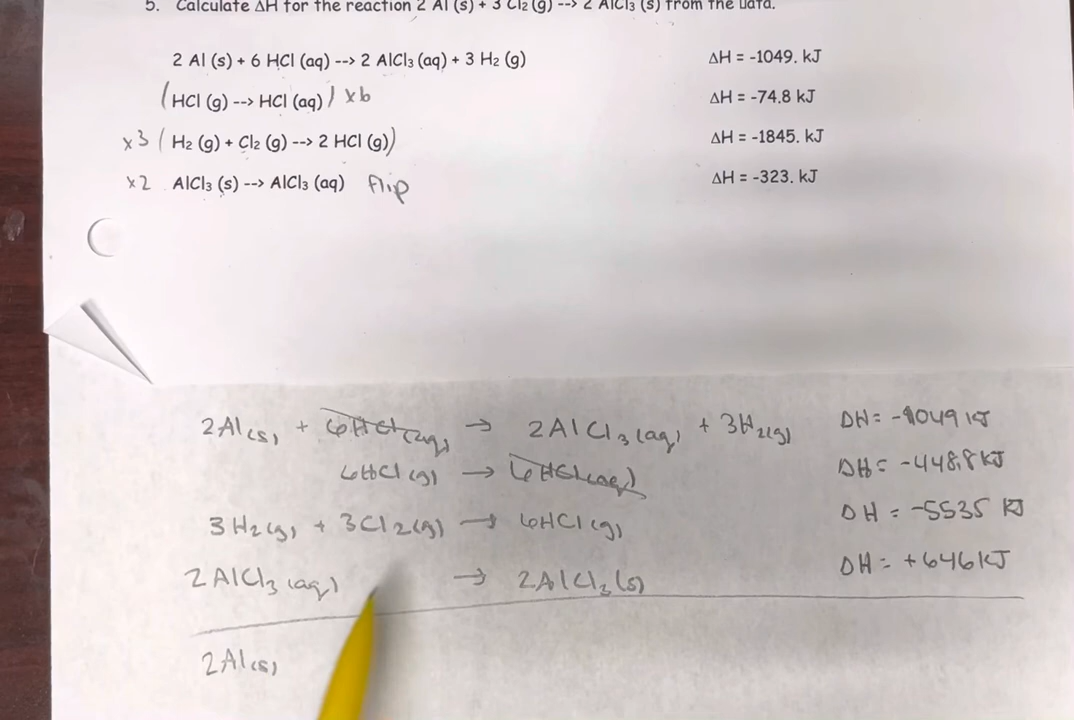 5. Calculate ΔH for the reaction 2 Al (s) + 3 Cl₂ (g) --> 2 AlCl₃ (s) from the data.
2 Al (s) + 6 HCl (aq) --> 2 AlCl₃ (aq) + 3 H₂ (g) ΔH = -1049. kJ
(HCl (g) --> HCl (aq)) x6 ΔH = -74.8 kJ
x3 (H₂ (g) + Cl₂ (g) --> 2 HCl (g)) ΔH = -1845. kJ
x2 AlCl₃ (s) --> AlCl₃ (aq) flip ΔH = -323. kJ
2Al(s) + 6HCl(aq) → 2AlCl₃(aq) + 3H₂(g) ΔH = -1049 kJ
6HCl(g) → 6HCl(aq) ΔH = -448.8 kJ
3H₂(g) + 3Cl₂(g) → 6HCl(g) ΔH = -5535 kJ
2AlCl₃(aq) → 2AlCl₃(s) ΔH = +646 kJ
2Al(s)